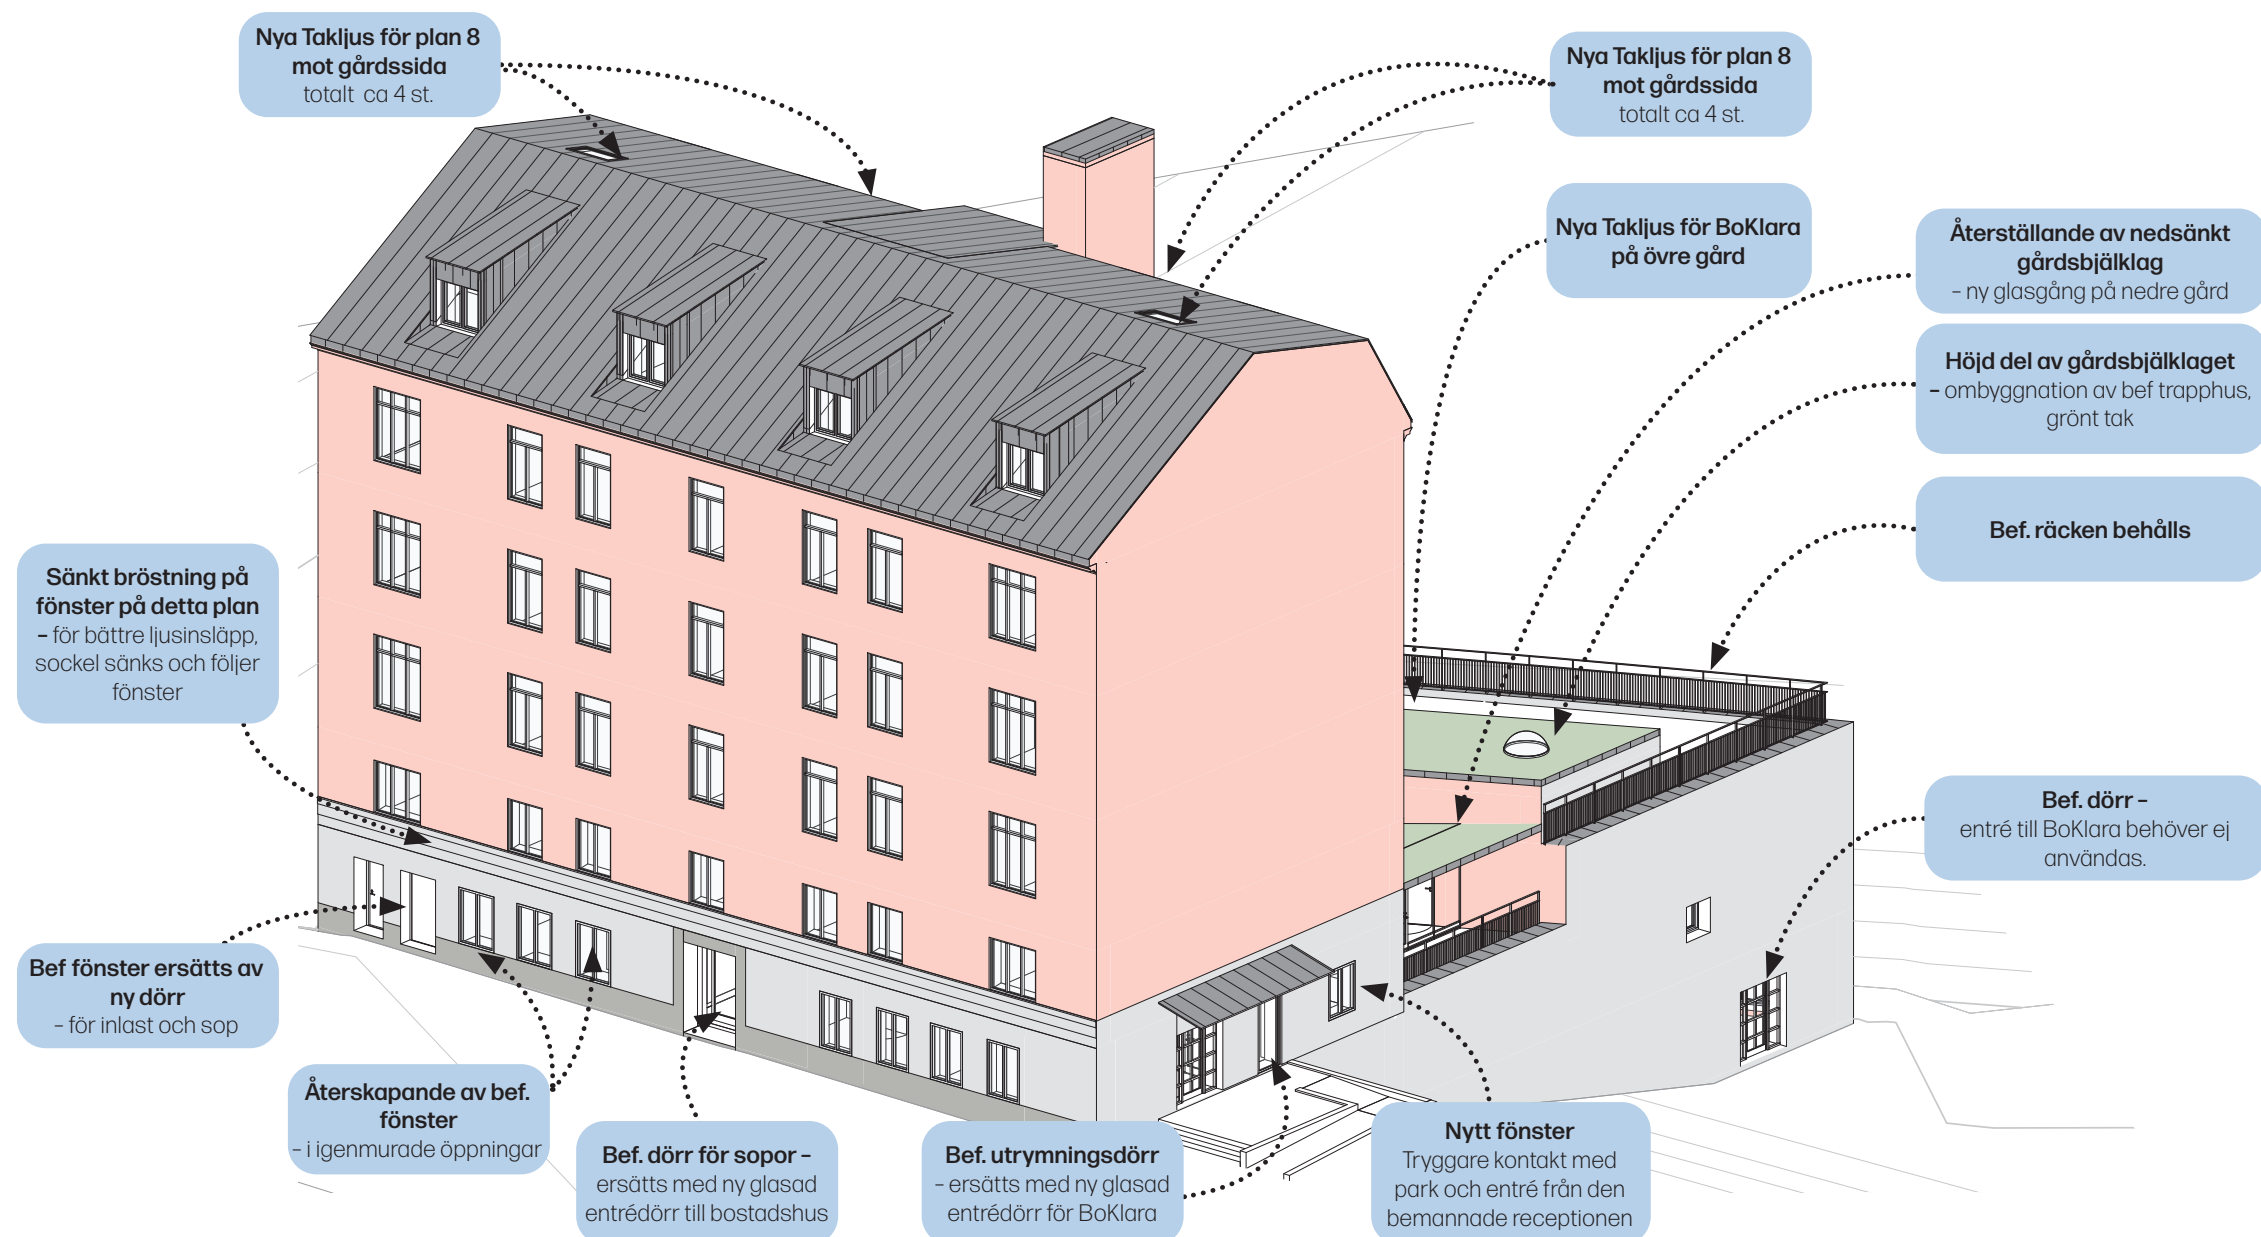 Nya Takljus för plan 8
mot gårdssida
totalt ca 4 st.
Nya Takljus för plan 8
mot gårdssida
totalt ca 4 st.
Nya Takljus för BoKlara
på övre gård
Återställande av nedsänkt
gårdsbjälklag
– ny glasgång på nedre gård
Höjd del av gårdsbjälklaget
– ombyggnation av bef trapphus,
grönt tak
Bef. räcken behålls
Sänkt bröstning på
fönster på detta plan
– för bättre ljusinsläpp,
sockel sänks och följer
fönster
Bef. dörr –
entré till BoKlara behöver ej
användas.
Bef fönster ersätts av
ny dörr
– för inlast och sop
Återskapande av bef.
fönster
– i igenmurade öppningar
Bef. dörr för sopor –
ersätts med ny glasad
entrédörr till bostadshus
Bef. utrymningsdörr
– ersätts med ny glasad
entrédörr för BoKlara
Nytt fönster
Tryggare kontakt med
park och entré från den
bemannade receptionen